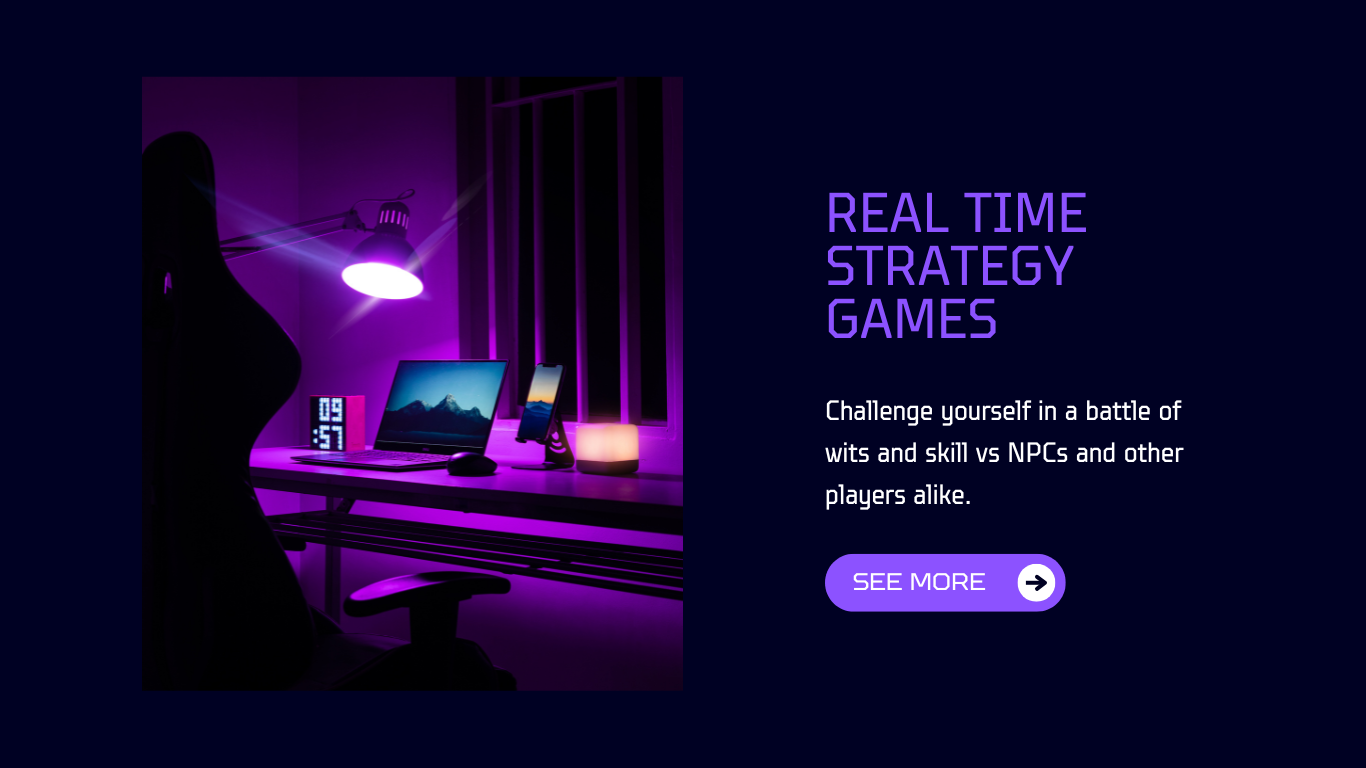 09
:57
REAL TIME
STRATEGY
GAMES
Challenge yourself in a battle of
wits and skill vs NPCs and other
players alike.
SEE MORE